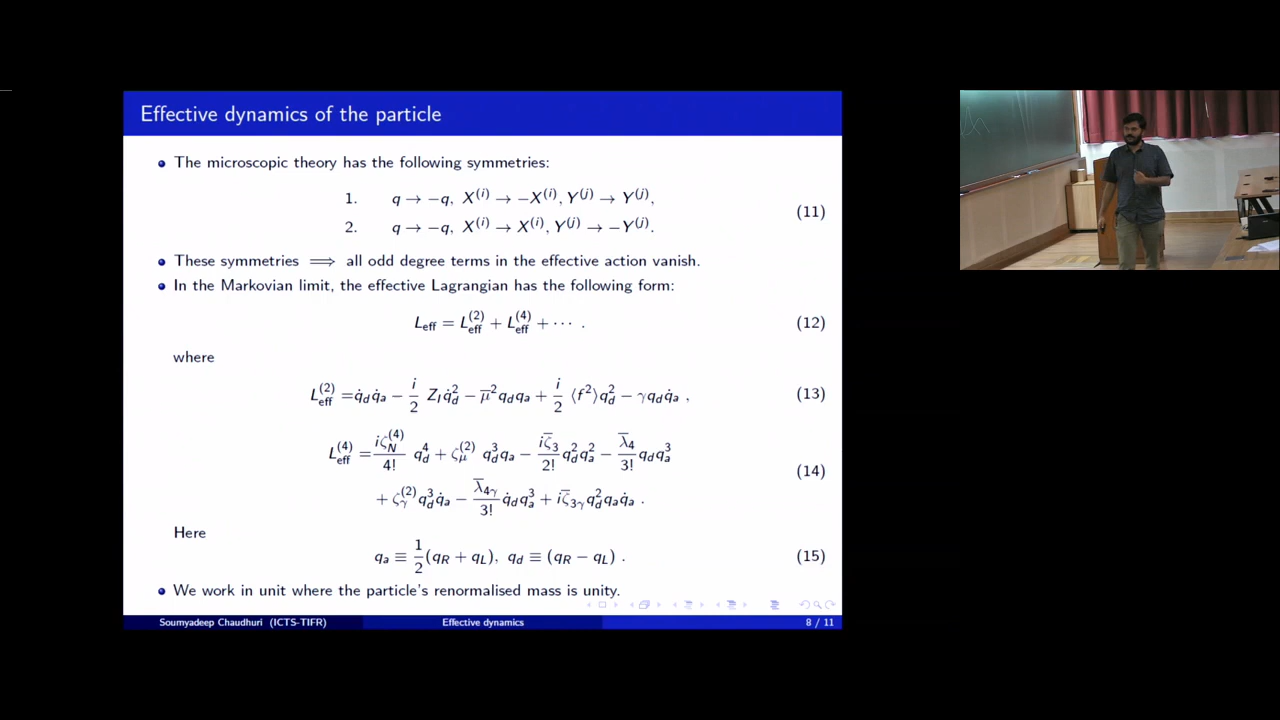 Effective dynamics of the particle
The microscopic theory has the following symmetries:
1. q → −q, X^(i) → −X^(i), Y^(j) → Y^(j),
2. q → −q, X^(i) → X^(i), Y^(j) → −Y^(j).
(11)
These symmetries ⟹ all odd degree terms in the effective action vanish.
In the Markovian limit, the effective Lagrangian has the following form:
L_eff = L_eff^(2) + L_eff^(4) + ⋯ . (12)
where
L_eff^(2) = q̇_d q̇_a − i/2 Z_I q̇_d^2 − μ̄^2 q_d q_a + i/2 ⟨f^2⟩ q_d^2 − γ q_d q̇_a , (13)
L_eff^(4) = iζ_N^(4)/4! q_d^4 + ζ_μ^(2) q_d^3 q_a − iζ̄_3/2! q_d^2 q_a^2 − λ̄_4/3! q_d q_a^3
+ ζ_γ^(2) q_d^3 q̇_a − λ̄_4γ/3! q̇_d q_a^3 + iζ̄_3γ q_d^2 q_a q̇_a .
(14)
Here
q_a ≡ 1/2 (q_R + q_L), q_d ≡ (q_R − q_L) . (15)
We work in unit where the particle's renormalised mass is unity.
Soumyadeep Chaudhuri (ICTS-TIFR) Effective dynamics 8 / 11